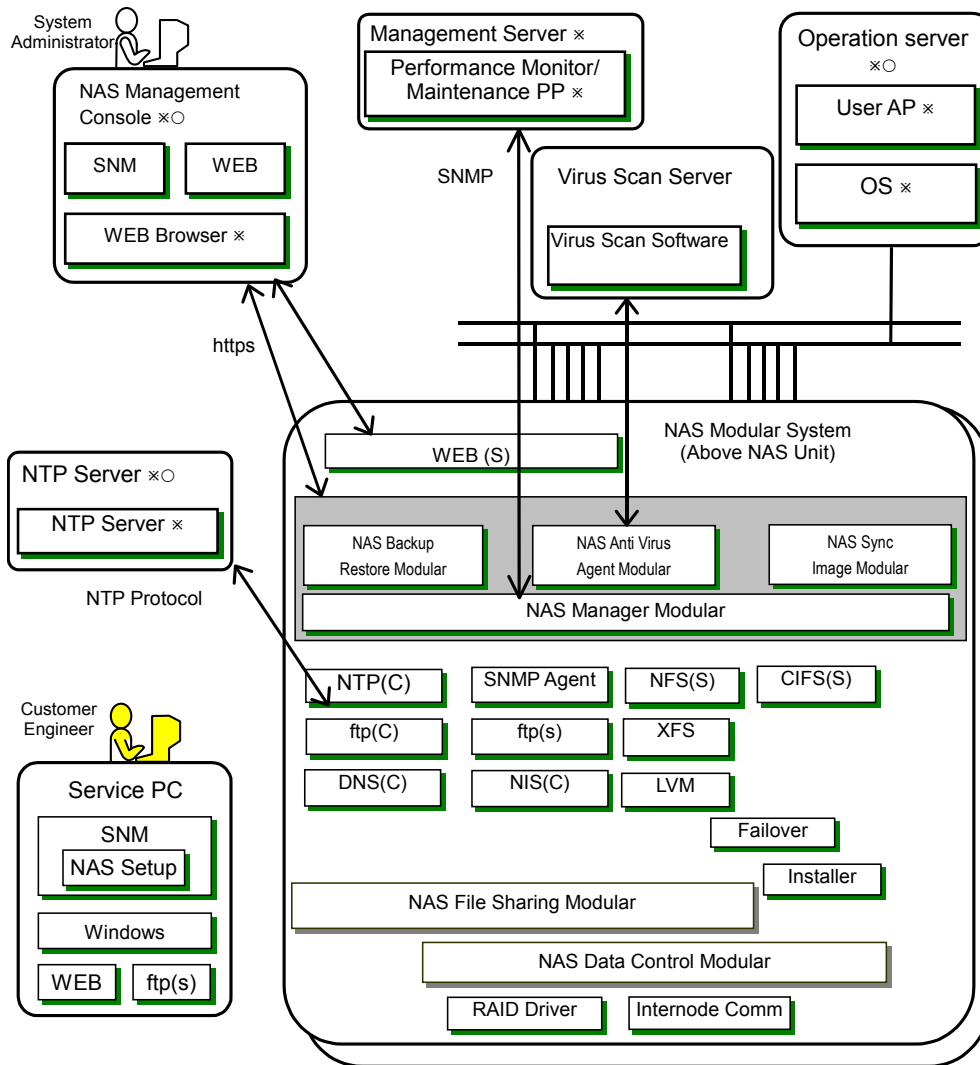 System
Administrator
NAS Management
Console ※○
SNM
WEB
WEB Browser ※
Management Server ※
Performance Monitor/
Maintenance PP ※
Operation server
※○
User AP ※
OS ※
SNMP
Virus Scan Server
Virus Scan Software
https
NAS Modular System
(Above NAS Unit)
WEB (S)
NTP Server ※○
NTP Server ※
NTP Protocol
NAS Backup
Restore Modular
NAS Anti Virus
Agent Modular
NAS Sync
Image Modular
NAS Manager Modular
NTP(C)
SNMP Agent
NFS(S)
CIFS(S)
ftp(C)
ftp(s)
XFS
DNS(C)
NIS(C)
LVM
Failover
Installer
NAS File Sharing Modular
NAS Data Control Modular
RAID Driver
Internode Comm
Customer
Engineer
Service PC
SNM
NAS Setup
Windows
WEB
ftp(s)